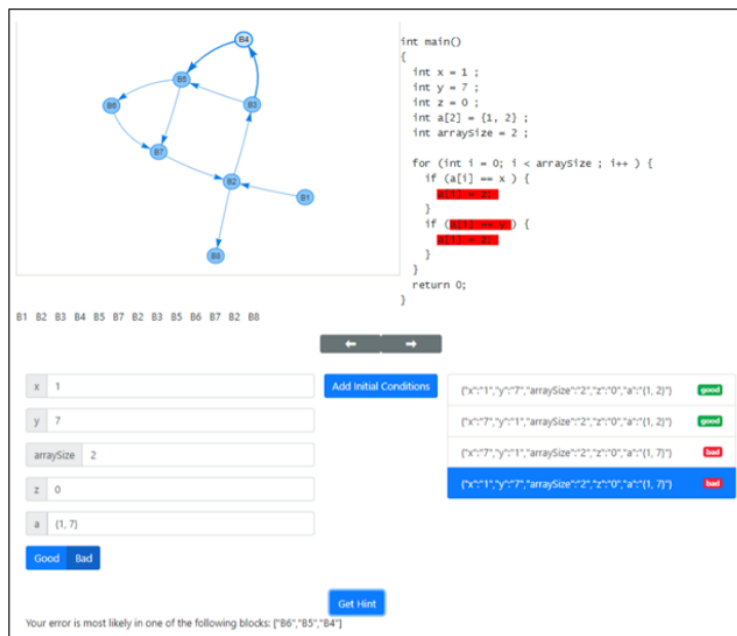 B4
B5
B3
B6
B7
B2
B1
B8
int main()
{
int x = 1 ;
int y = 7 ;
int z = 0 ;
int a[2] = {1, 2} ;
int arraySize = 2 ;
for (int i = 0; i < arraySize ; i++ ) {
if (a[i] == x ) {
a[i] = 2;
}
if (a[i] == y ) {
a[i] = 2;
}
}
return 0;
}
B1 B2 B3 B4 B5 B7 B2 B3 B5 B6 B7 B2 B8
x 1
y 7
arraySize 2
z 0
a {1, 7}
Good Bad
Add Initial Conditions
{"x":"1","y":"7","arraySize":"2","z":"0","a":"{1, 2}"} good
{"x":"7","y":"1","arraySize":"2","z":"0","a":"{1, 2}"} good
{"x":"7","y":"1","arraySize":"2","z":"0","a":"{1, 7}"} bad
{"x":"1","y":"7","arraySize":"2","z":"0","a":"{1, 7}"} bad
Get Hint
Your error is most likely in one of the following blocks: ["B6","B5","B4"]